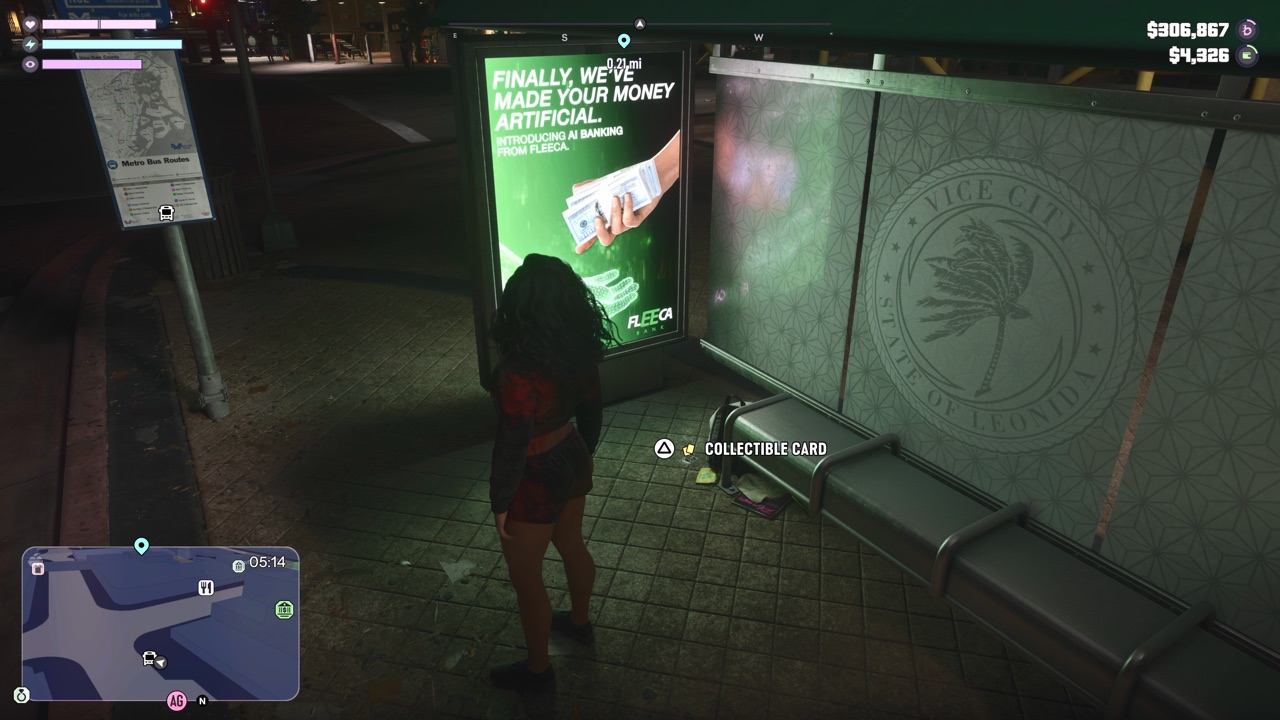 E
S
W
0.21 mi
$306,867
$4,326
FINALLY, WE'VE
MADE YOUR MONEY
ARTIFICIAL.
INTRODUCING AI BANKING
FROM FLEECA.
FLEECA
BANK
Metro Bus Routes
VICE CITY
STATE OF LEONIDA
COLLECTIBLE CARD
05:14
AG
N